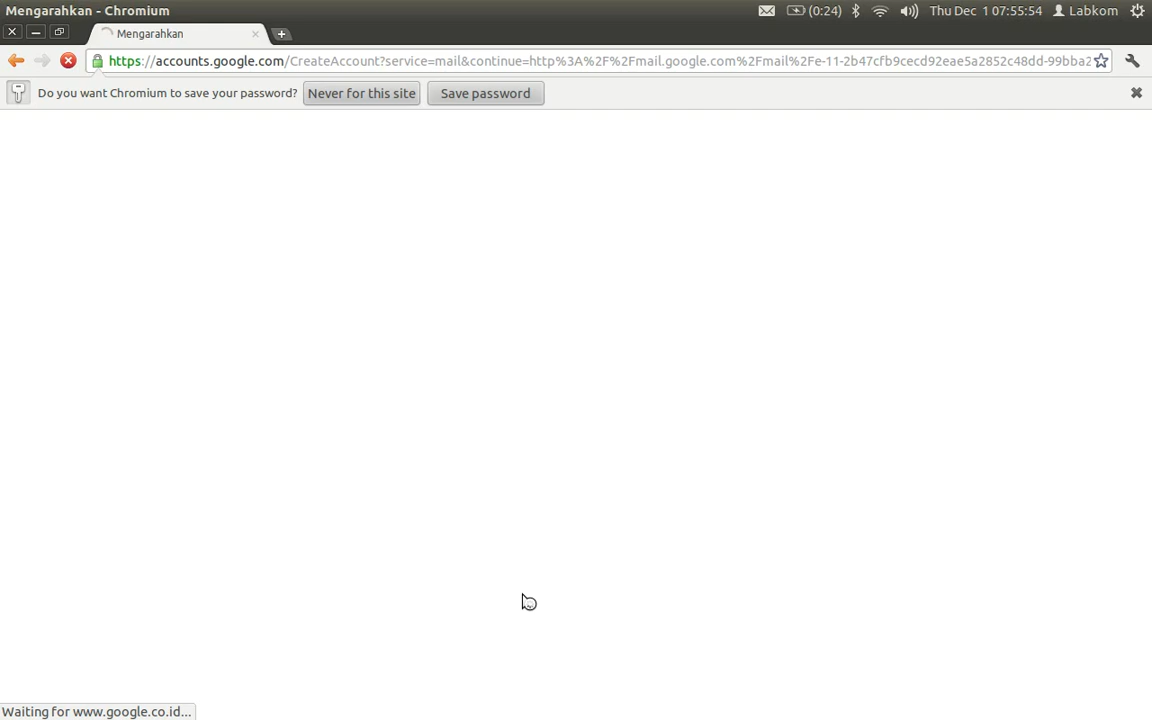 Mengarahkan - Chromium
(0:24)
Thu Dec 1 07:55:54
Labkom
Mengarahkan
https://accounts.google.com/CreateAccount?service=mail&continue=http%3A%2F%2Fmail.google.com%2Fmail%2Fe-11-2b47cfb9cecd92eae5a2852c48dd-99bba2
Do you want Chromium to save your password?
Never for this site
Save password
Waiting for www.google.co.id...